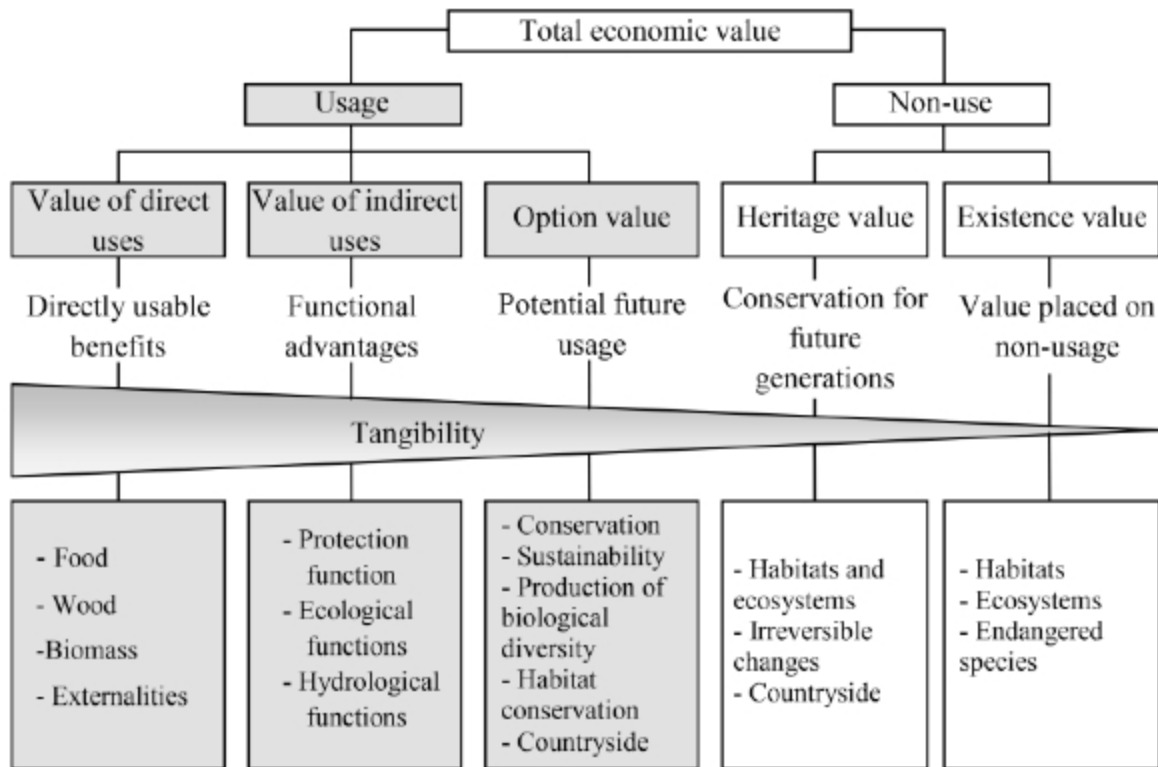 Total economic value
Usage
Non-use
Value of direct
uses
Value of indirect
uses
Option value
Heritage value
Existence value
Directly usable
benefits
Functional
advantages
Potential future
usage
Conservation for
future
generations
Value placed on
non-usage
Tangibility
- Food
- Wood
-Biomass
- Externalities
- Protection
function
- Ecological
functions
- Hydrological
functions
- Conservation
- Sustainability
- Production of
biological
diversity
- Habitat
conservation
- Countryside
- Habitats and
ecosystems
- Irreversible
changes
- Countryside
- Habitats
- Ecosystems
- Endangered
species